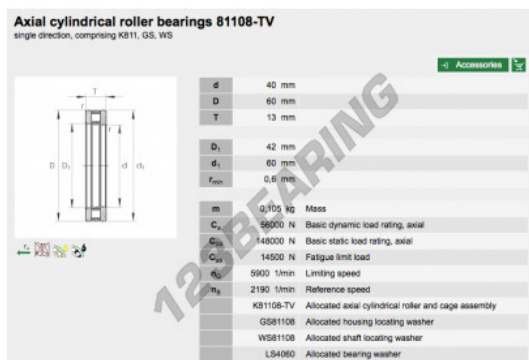 Axial cylindrical roller bearings 81108-TV
single direction, comprising K811, GS, WS
Accessories
T
r
r
D D₁ d d₁
d 40 mm
D 60 mm
T 13 mm
D₁ 42 mm
d₁ 60 mm
rmin 0,6 mm
m 0,105 kg Mass
Ca 56000 N Basic dynamic load rating, axial
C0a 148000 N Basic static load rating, axial
Cua 14500 N Fatigue limit load
nG 5900 1/min Limiting speed
nB 2190 1/min Reference speed
K81108-TV Allocated axial cylindrical roller and cage assembly
GS81108 Allocated housing locating washer
WS81108 Allocated shaft locating washer
LS4060 Allocated bearing washer
123BEARING